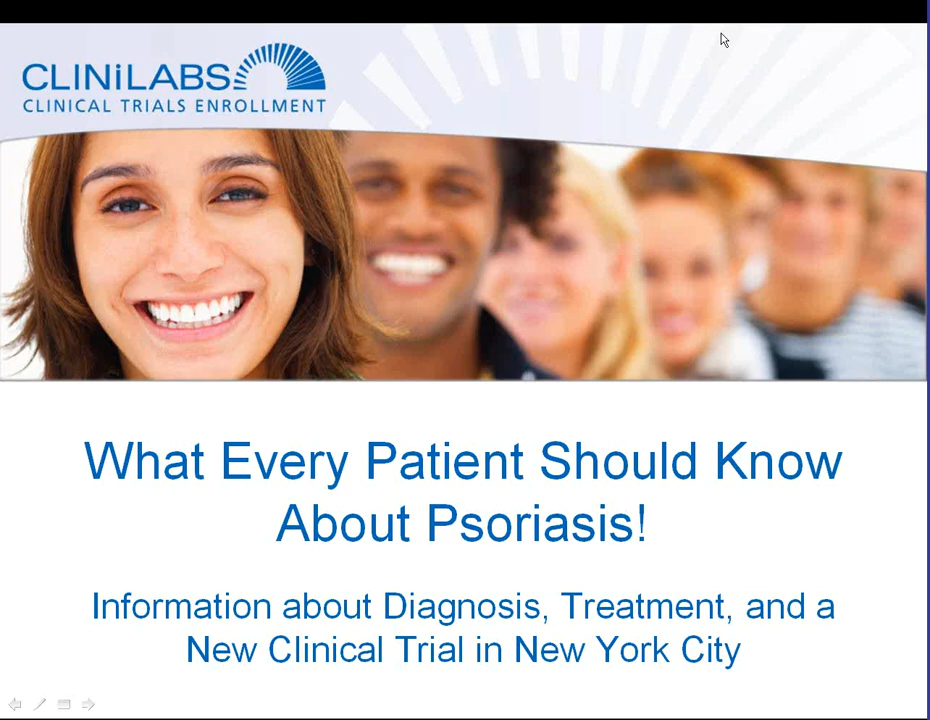 CLINiLABS
CLINICAL TRIALS ENROLLMENT
What Every Patient Should Know
About Psoriasis!
Information about Diagnosis, Treatment, and a
New Clinical Trial in New York City